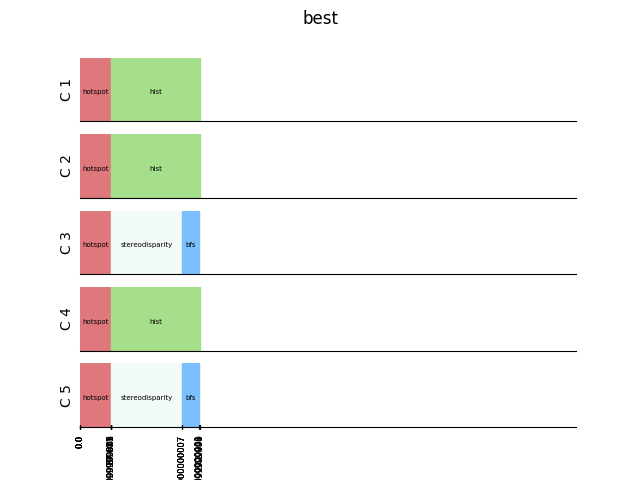 best
C 1
hotspot
hist
C 2
hotspot
hist
C 3
hotspot
stereodisparity
bfs
C 4
hotspot
hist
C 5
hotspot
stereodisparity
bfs
0.0